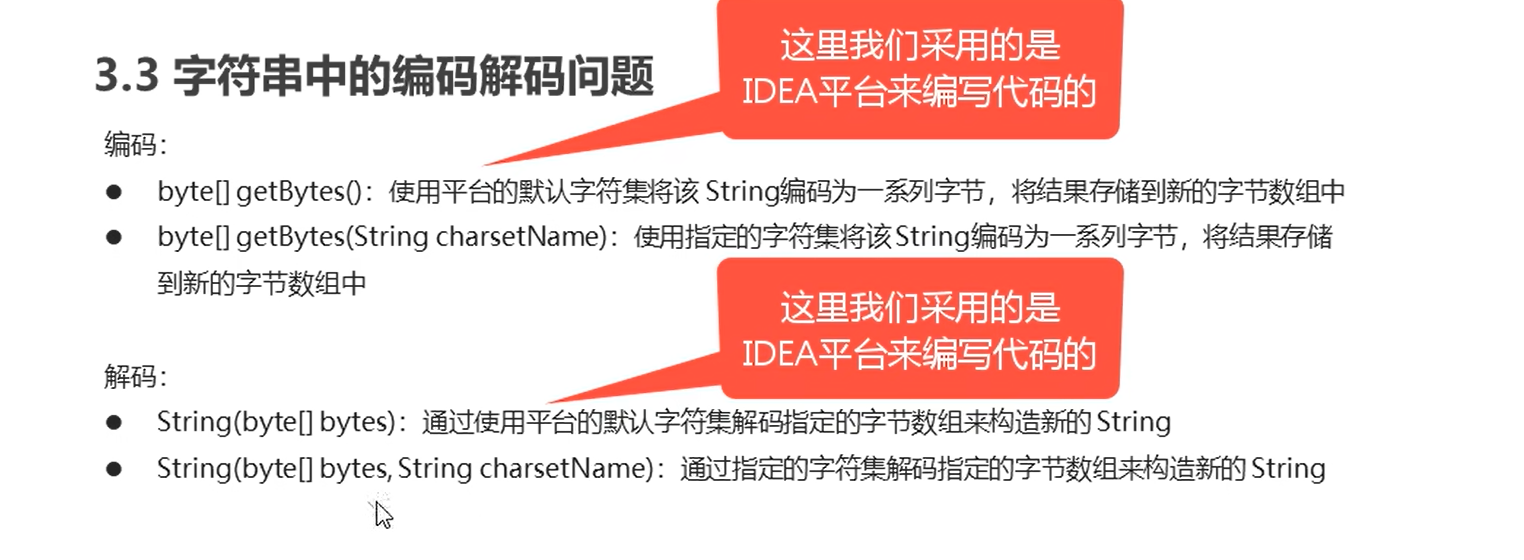 这里我们采用的是
IDEA平台来编写代码的
3.3 字符串中的编码解码问题
编码：
● byte[] getBytes()：使用平台的默认字符集将该 String编码为一系列字节，将结果存储到新的字节数组中
● byte[] getBytes(String charsetName)：使用指定的字符集将该String编码为一系列字节，将结果存储
到新的字节数组中
这里我们采用的是
IDEA平台来编写代码的
解码：
● String(byte[] bytes)：通过使用平台的默认字符集解码指定的字节数组来构造新的 String
● String(byte[] bytes, String charsetName)：通过指定的字符集解码指定的字节数组来构造新的 String